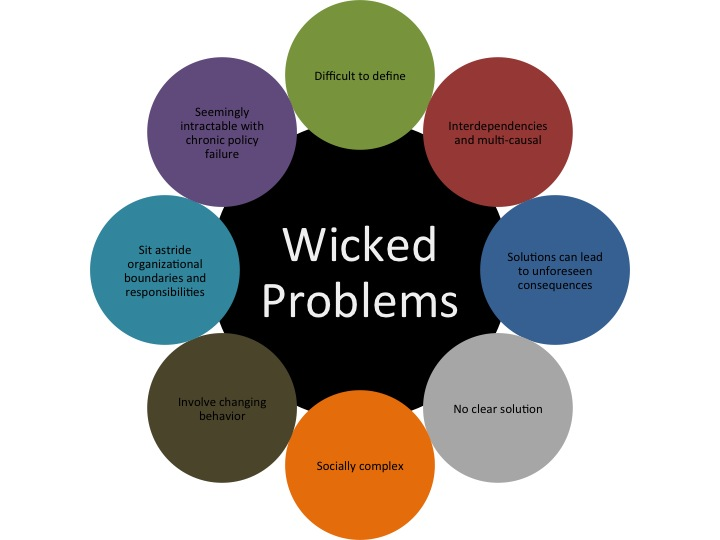 Difficult to define
Seemingly
intractable with
chronic policy
failure
Interdependencies
and multi-causal
Sit astride
organizational
boundaries and
responsibilities
Wicked
Problems
Solutions can lead
to unforeseen
consequences
Involve changing
behavior
No clear solution
Socially complex